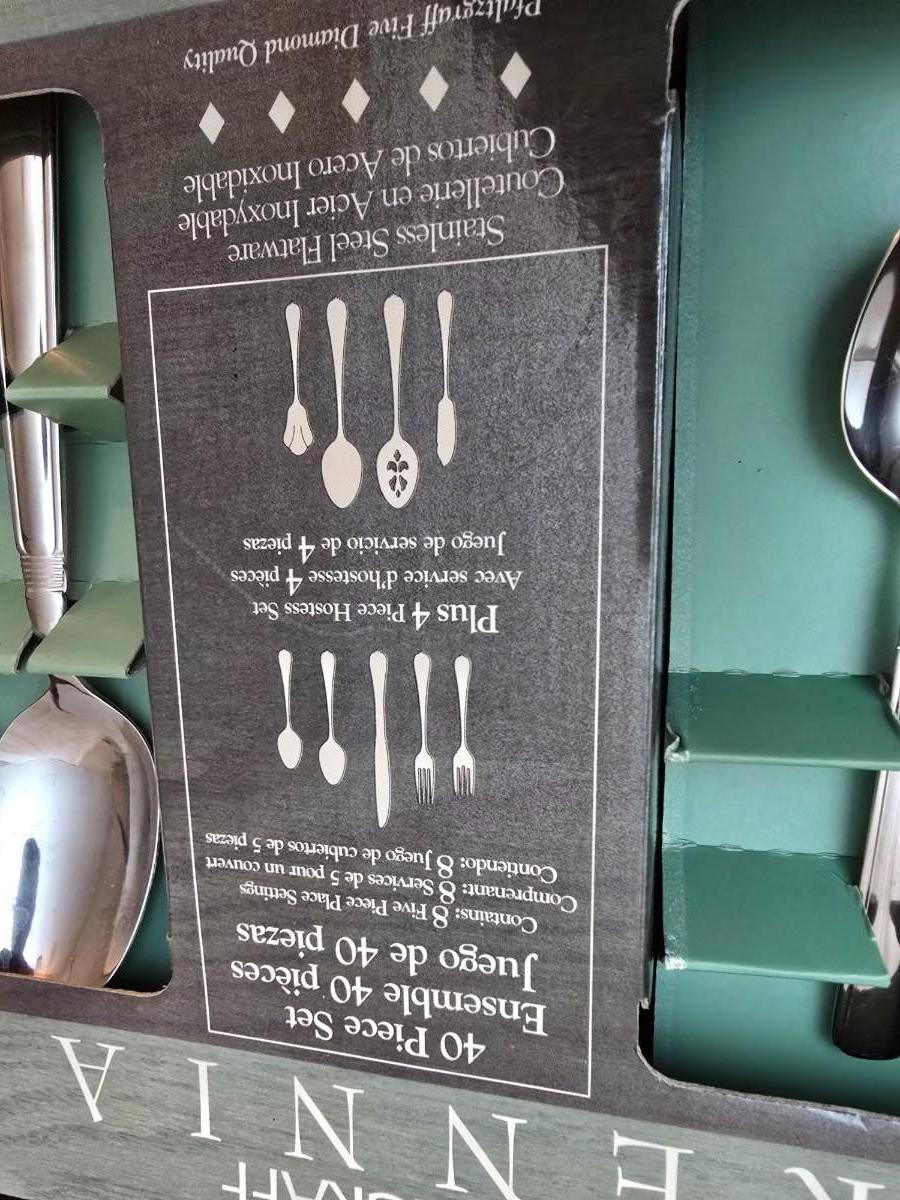 GRAFF
RENNIA
40 Piece Set
Ensemble 40 pièces
Juego de 40 piezas
Contains: 8 Five Piece Place Settings
Comprenant: 8 Services de 5 pour un couvert
Contiendo: 8 Juego de cubiertos de 5 piezas
Plus 4 Piece Hostess Set
Avec service d'hostesse 4 pièces
Juego de servicio de 4 piezas
Stainless Steel Flatware
Coutellerie en Acier Inoxydable
Cubiertos de Acero Inoxidable
Pfaltzgraff Five Diamond Quality